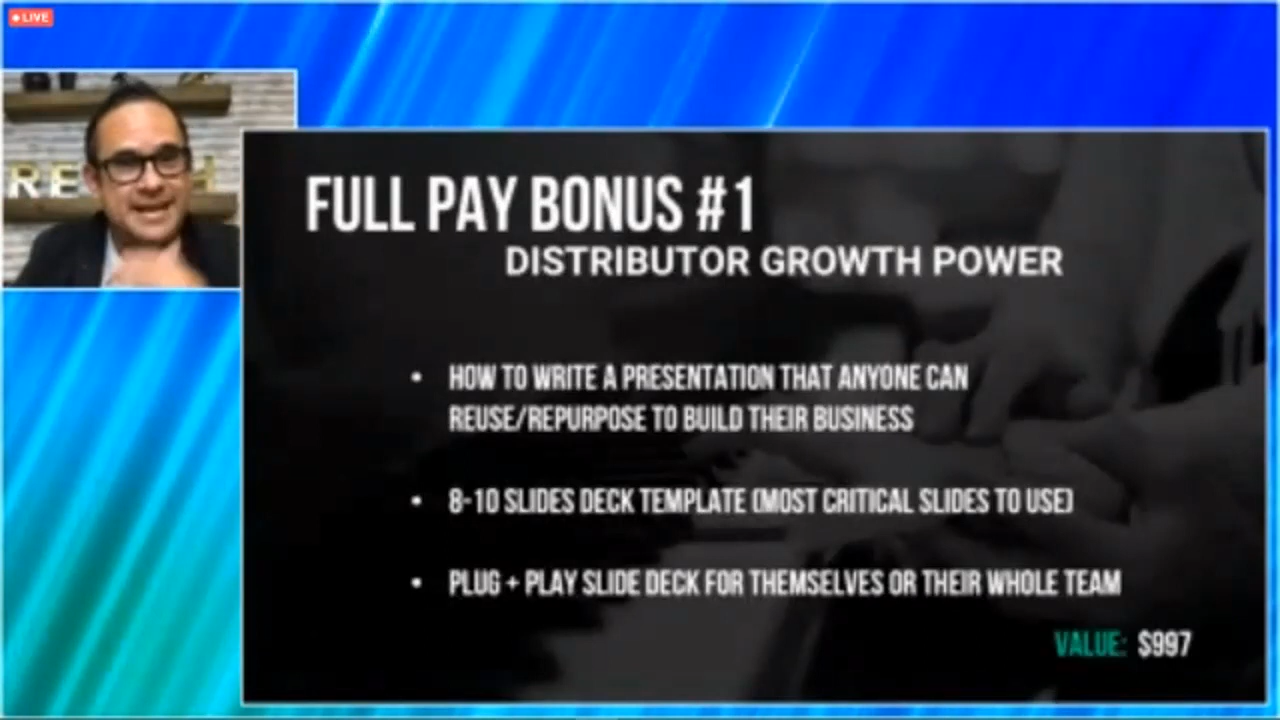 LIVE
FULL PAY BONUS #1
DISTRIBUTOR GROWTH POWER
• HOW TO WRITE A PRESENTATION THAT ANYONE CAN
REUSE/REPURPOSE TO BUILD THEIR BUSINESS
• 8-10 SLIDES DECK TEMPLATE (MOST CRITICAL SLIDES TO USE)
• PLUG + PLAY SLIDE DECK FOR THEMSELVES OR THEIR WHOLE TEAM
VALUE: $997